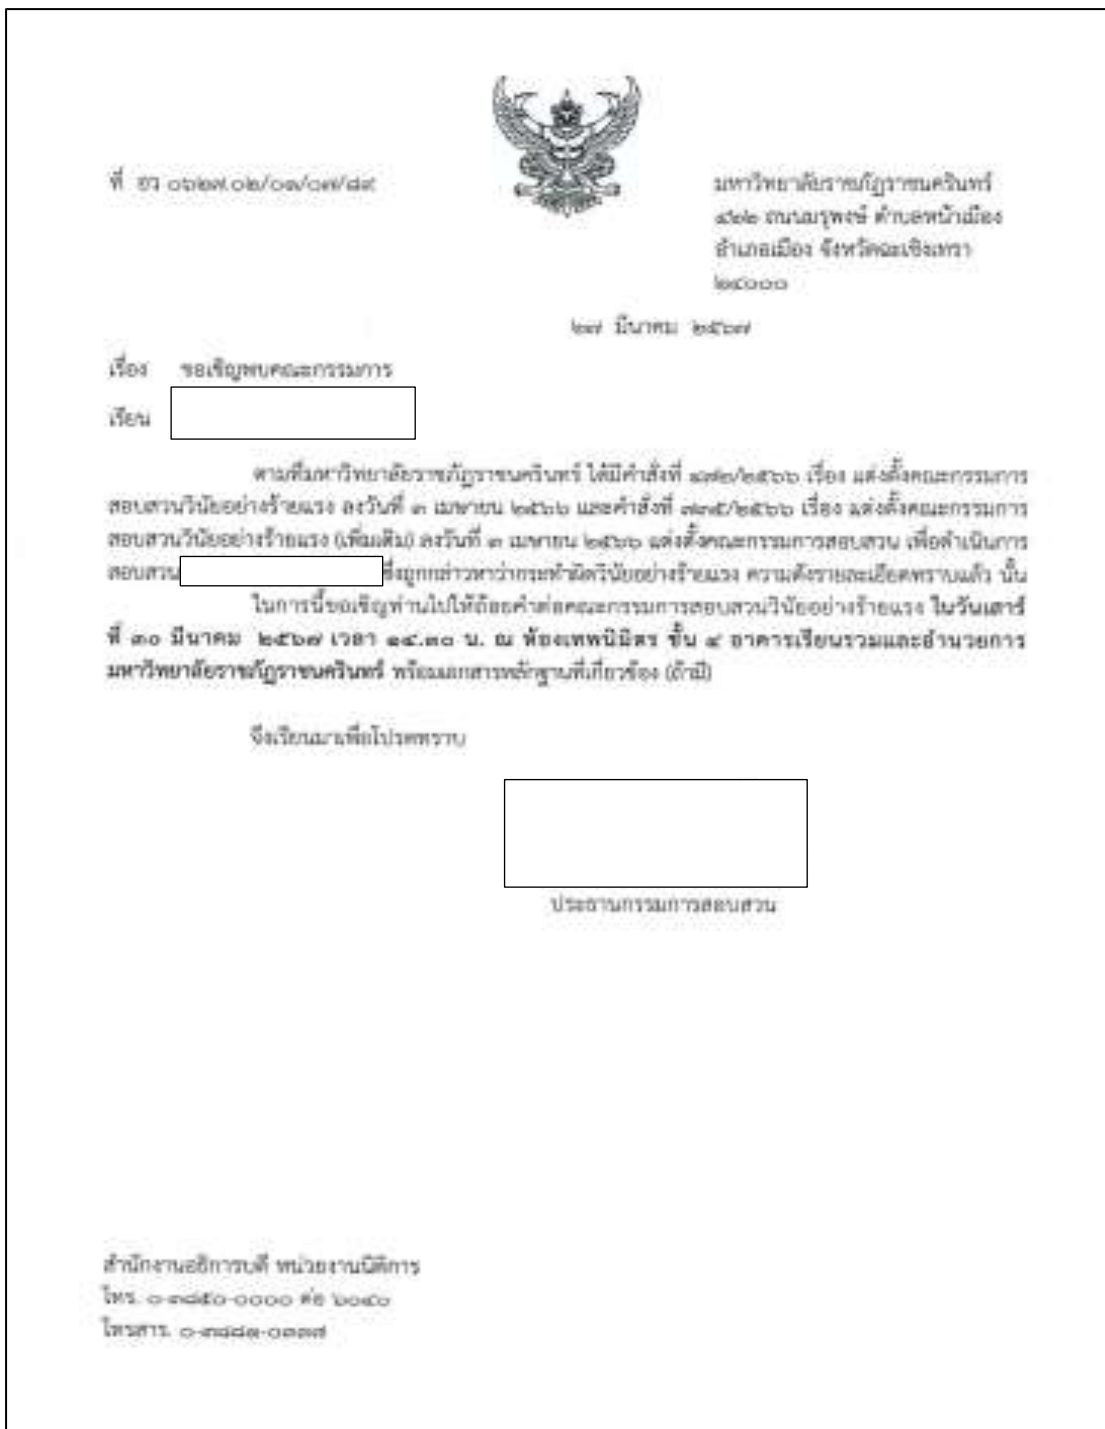 ที่ อว ๐๖๒๗.๐๒/๐๑/๐๗/
มหาวิทยาลัยราชภัฏราชนครินทร์
๔๒๒ ถนนมรุพงษ์ ตำบลหน้าเมือง
อำเภอเมือง จังหวัดฉะเชิงเทรา
๒๔๐๐๐
๒๗ มีนาคม ๒๕๖๗
เรื่อง ขอเชิญพบคณะกรรมการ
เรียน
ตามที่มหาวิทยาลัยราชภัฏราชนครินทร์ ได้มีคำสั่งที่ เรื่อง แต่งตั้งคณะกรรมการ
สอบสวนวินัยอย่างร้ายแรง ลงวันที่ ๓ เมษายน ๒๕๖๖ และคำสั่งที่ เรื่อง แต่งตั้งคณะกรรมการ
สอบสวนวินัยอย่างร้ายแรง (เพิ่มเติม) ลงวันที่ ๓ เมษายน ๒๕๖๖ แต่งตั้งคณะกรรมการสอบสวน เพื่อดำเนินการ
สอบสวน ซึ่งถูกกล่าวหาว่ากระทำผิดวินัยอย่างร้ายแรง ความดังรายละเอียดทราบแล้ว นั้น
ในการนี้ขอเชิญท่านไปให้ถ้อยคำต่อคณะกรรมการสอบสวนวินัยอย่างร้ายแรง ในวันเสาร์
ที่ ๓๐ มีนาคม ๒๕๖๗ เวลา ๑๔.๓๐ น. ณ ห้องเทพนิมิตร ชั้น ๔ อาคารเรียนรวมและอำนวยการ
มหาวิทยาลัยราชภัฏราชนครินทร์ พร้อมเอกสารหลักฐานที่เกี่ยวข้อง (ถ้ามี)
จึงเรียนมาเพื่อโปรดทราบ
ประธานกรรมการสอบสวน
สำนักงานอธิการบดี หน่วยงานนิติการ
โทร. ๐-๓๘๕๐-๐๐๐๐ ต่อ ๖๐๔๐
โทรสาร.